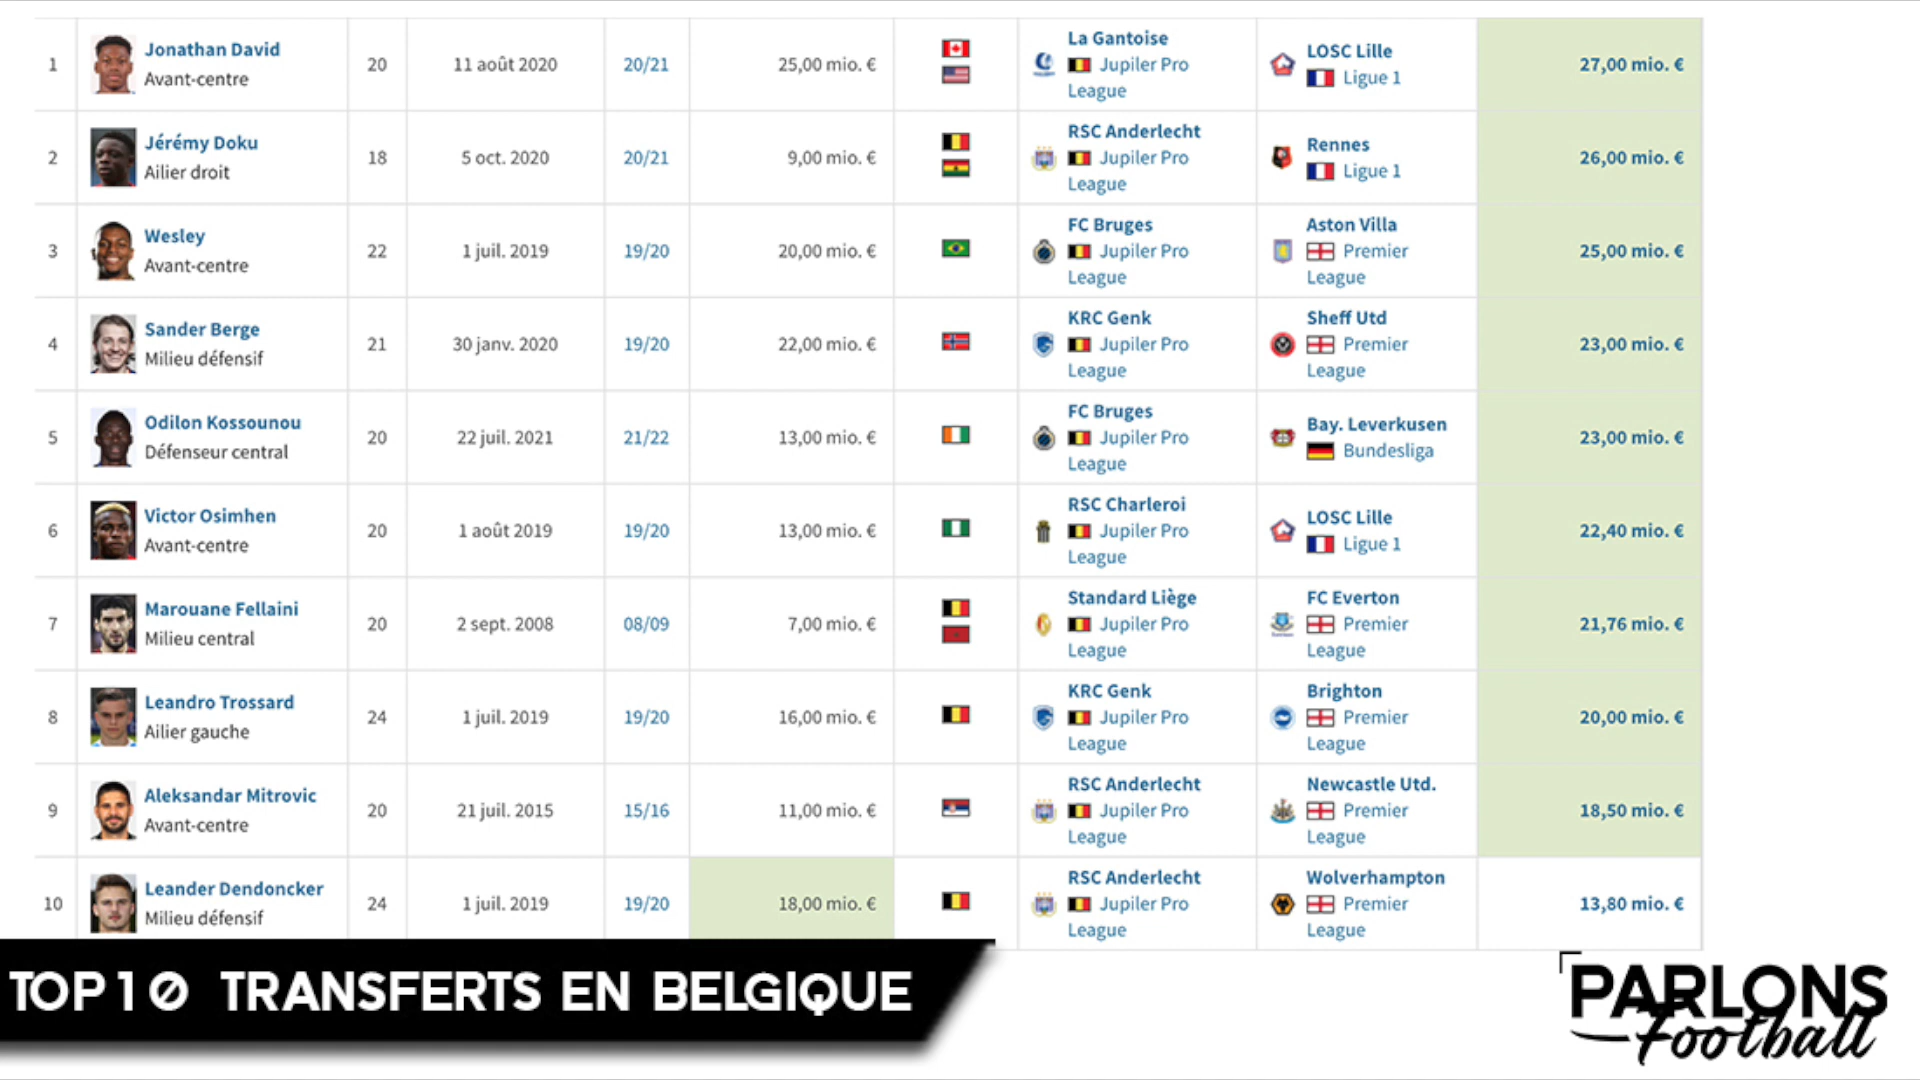 1 Jonathan David 20 11 août 2020 20/21 25,00 mio. € La Gantoise LOSC Lille 27,00 mio. €
Avant-centre Jupiler Pro Ligue 1
League
2 Jérémy Doku 18 5 oct. 2020 20/21 9,00 mio. € RSC Anderlecht Rennes 26,00 mio. €
Ailier droit Jupiler Pro Ligue 1
League
3 Wesley 22 1 juil. 2019 19/20 20,00 mio. € FC Bruges Aston Villa 25,00 mio. €
Avant-centre Jupiler Pro Premier
League League
4 Sander Berge 21 30 janv. 2020 19/20 22,00 mio. € KRC Genk Sheff Utd 23,00 mio. €
Milieu défensif Jupiler Pro Premier
League League
5 Odilon Kossounou 20 22 juil. 2021 21/22 13,00 mio. € FC Bruges Bay. Leverkusen 23,00 mio. €
Défenseur central Jupiler Pro Bundesliga
League
6 Victor Osimhen 20 1 août 2019 19/20 13,00 mio. € RSC Charleroi LOSC Lille 22,40 mio. €
Avant-centre Jupiler Pro Ligue 1
League
7 Marouane Fellaini 20 2 sept. 2008 08/09 7,00 mio. € Standard Liège FC Everton 21,76 mio. €
Milieu central Jupiler Pro Premier
League League
8 Leandro Trossard 24 1 juil. 2019 19/20 16,00 mio. € KRC Genk Brighton 20,00 mio. €
Ailier gauche Jupiler Pro Premier
League League
9 Aleksandar Mitrovic 20 21 juil. 2015 15/16 11,00 mio. € RSC Anderlecht Newcastle Utd. 18,50 mio. €
Avant-centre Jupiler Pro Premier
League League
10 Leander Dendoncker 24 1 juil. 2019 19/20 18,00 mio. € RSC Anderlecht Wolverhampton 13,80 mio. €
Milieu défensif Jupiler Pro Premier
League League
TOP 10 TRANSFERTS EN BELGIQUE
PARLONS
Football